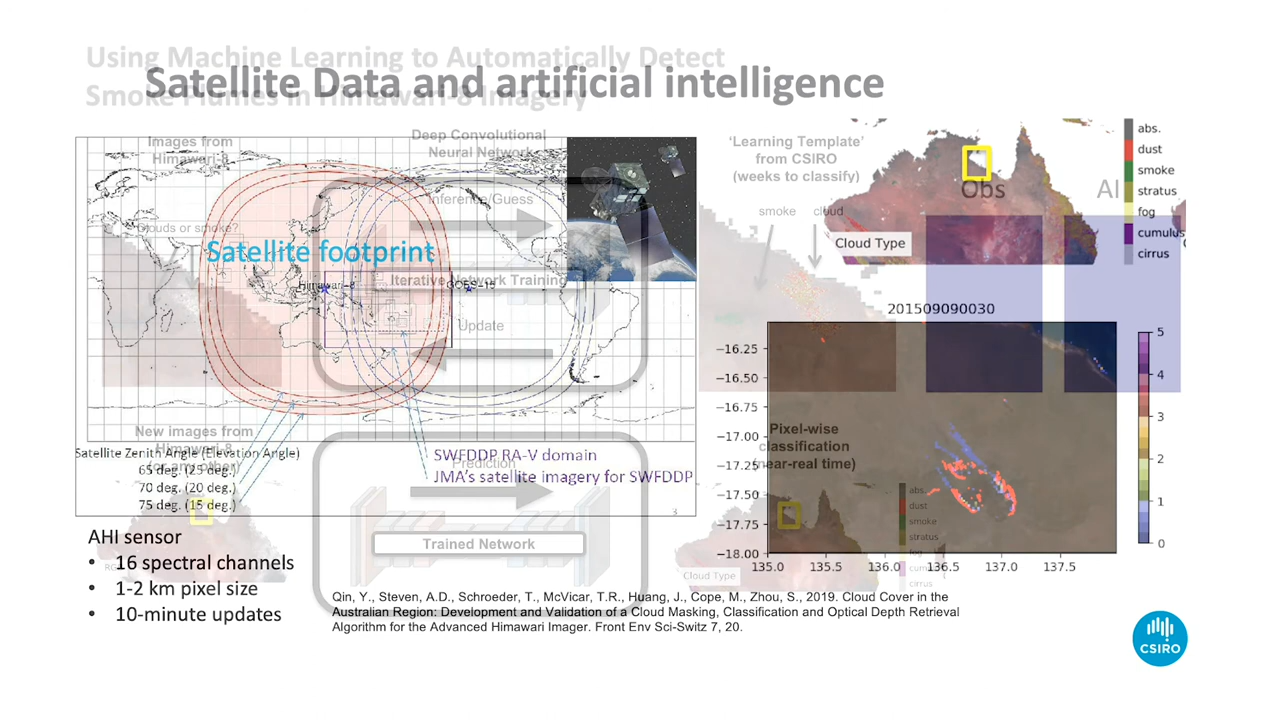 Using Machine Learning to Automatically Detect
Smoke Plumes in Himawari-8 Imagery
Satellite Data and artificial intelligence
Images from
Himawari-8
Deep Convolutional
Neural Network
Inference/Guess
Clouds or smoke?
Satellite footprint
Himawari-8
GOES-15
Iterative Network Training
Update
‘Learning Template’
from CSIRO
(weeks to classify)
smoke cloud
Cloud Type
Obs
AI
abs.
dust
smoke
stratus
fog
cumulus
cirrus
201509090030
−16.25
−16.50
−16.75
−17.00
−17.25
−17.50
−17.75
−18.00
135.0 135.5 136.0 136.5 137.0 137.5
5
4
3
2
1
0
New images from
Himawari-8
Satellite Zenith Angle (Elevation Angle)
65 deg. (25 deg.)
70 deg. (20 deg.)
75 deg. (15 deg.)
SWFDDP RA-V domain
JMA’s satellite imagery for SWFDDP
3
Prediction
Trained Network
Pixel-wise
classification
(near-real time)
abs.
dust
smoke
stratus
fog
cirrus
Cloud Type
AHI sensor
• 16 spectral channels
• 1-2 km pixel size
• 10-minute updates
Qin, Y., Steven, A.D., Schroeder, T., McVicar, T.R., Huang, J., Cope, M., Zhou, S., 2019. Cloud Cover in the
Australian Region: Development and Validation of a Cloud Masking, Classification and Optical Depth Retrieval
Algorithm for the Advanced Himawari Imager. Front Env Sci-Switz 7, 20.
CSIRO